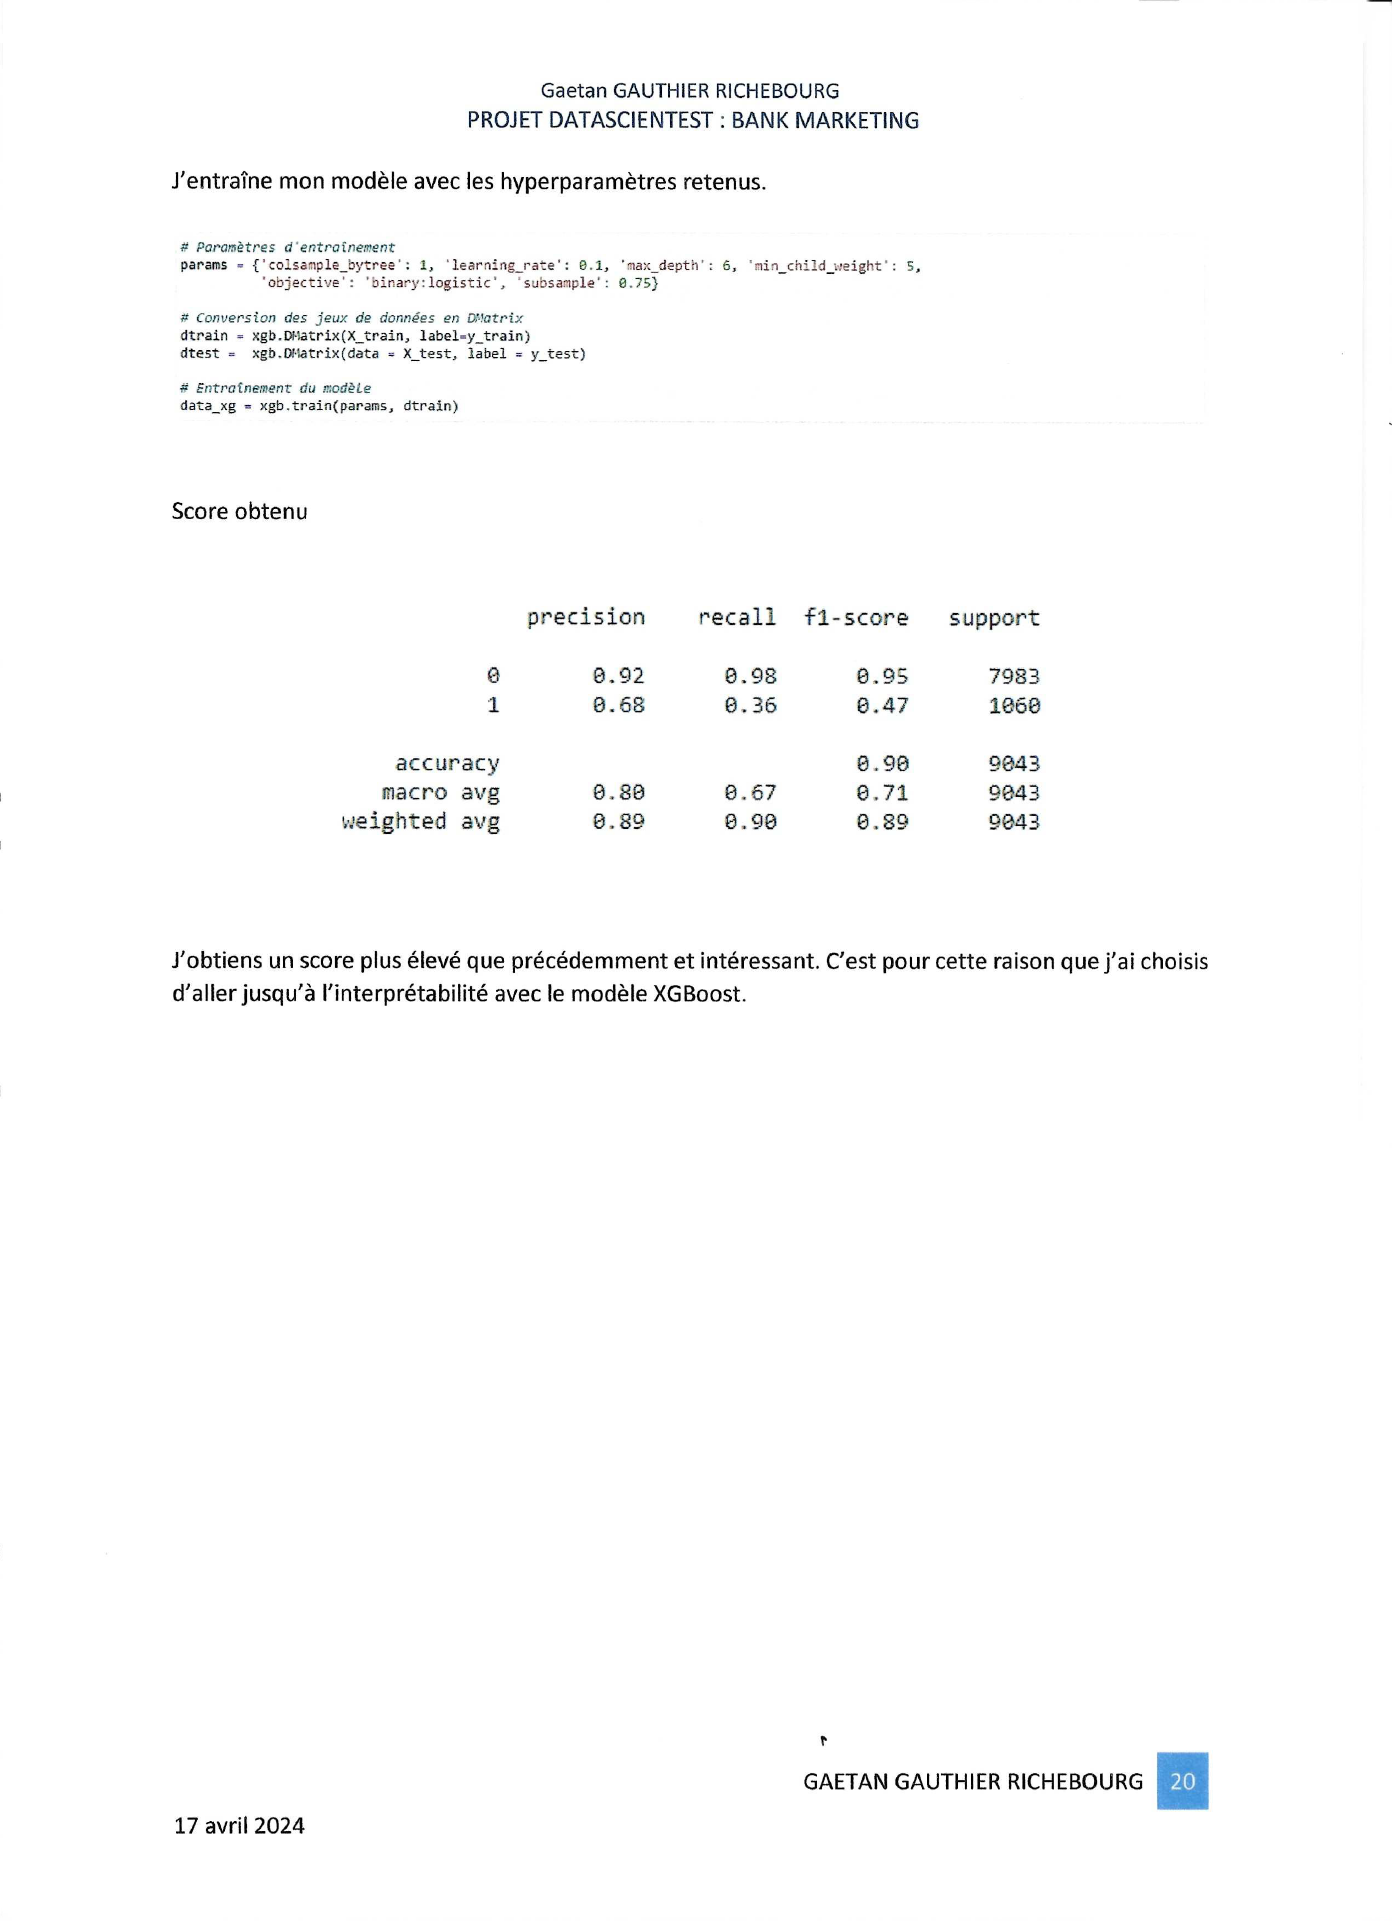 Gaetan GAUTHIER RICHEBOURG
PROJET DATASCIENTEST : BANK MARKETING
J'entraîne mon modèle avec les hyperparamètres retenus.
# Paramètres d'entraînement
params = {'colsample_bytree': 1, 'learning_rate': 0.1, 'max_depth': 6, 'min_child_weight': 5,
'objective': 'binary:logistic', 'subsample': 0.75}
# Conversion des jeux de données en DMatrix
dtrain = xgb.DMatrix(X_train, label=y_train)
dtest = xgb.DMatrix(data = X_test, label = y_test)
# Entraînement du modèle
data_xg = xgb.train(params, dtrain)
Score obtenu
precision recall f1-score support
0 0.92 0.98 0.95 7983
1 0.68 0.36 0.47 1060
accuracy 0.90 9043
macro avg 0.80 0.67 0.71 9043
weighted avg 0.89 0.90 0.89 9043
J'obtiens un score plus élevé que précédemment et intéressant. C'est pour cette raison que j'ai choisis
d'aller jusqu'à l'interprétabilité avec le modèle XGBoost.
GAETAN GAUTHIER RICHEBOURG 20
17 avril 2024